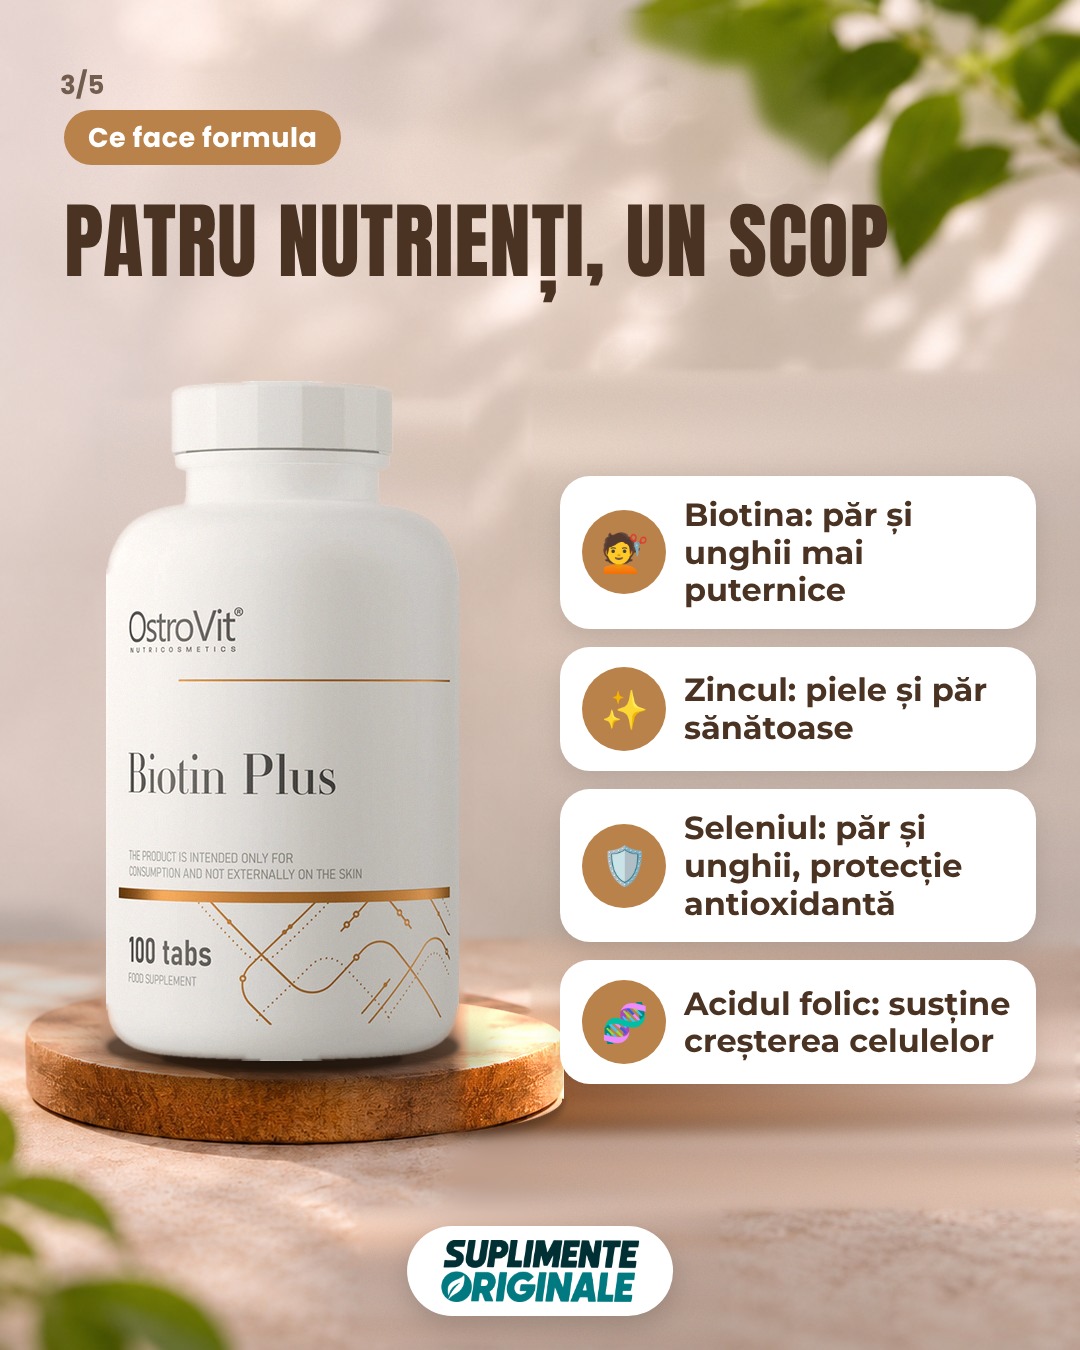 3/5
Ce face formula
PATRU NUTRIENȚI, UN SCOP
OstroVit®
NUTRICOSMETICS
Biotin Plus
THE PRODUCT IS INTENDED ONLY FOR
CONSUMPTION AND NOT EXTERNALLY ON THE SKIN
100 tabs
FOOD SUPPLEMENT
Biotina: păr și
unghii mai
puternice
Zincul: piele și păr
sănătoase
Seleniul: păr și
unghii, protecție
antioxidantă
Acidul folic: susține
creșterea celulelor
SUPLIMENTE
ORIGINALE